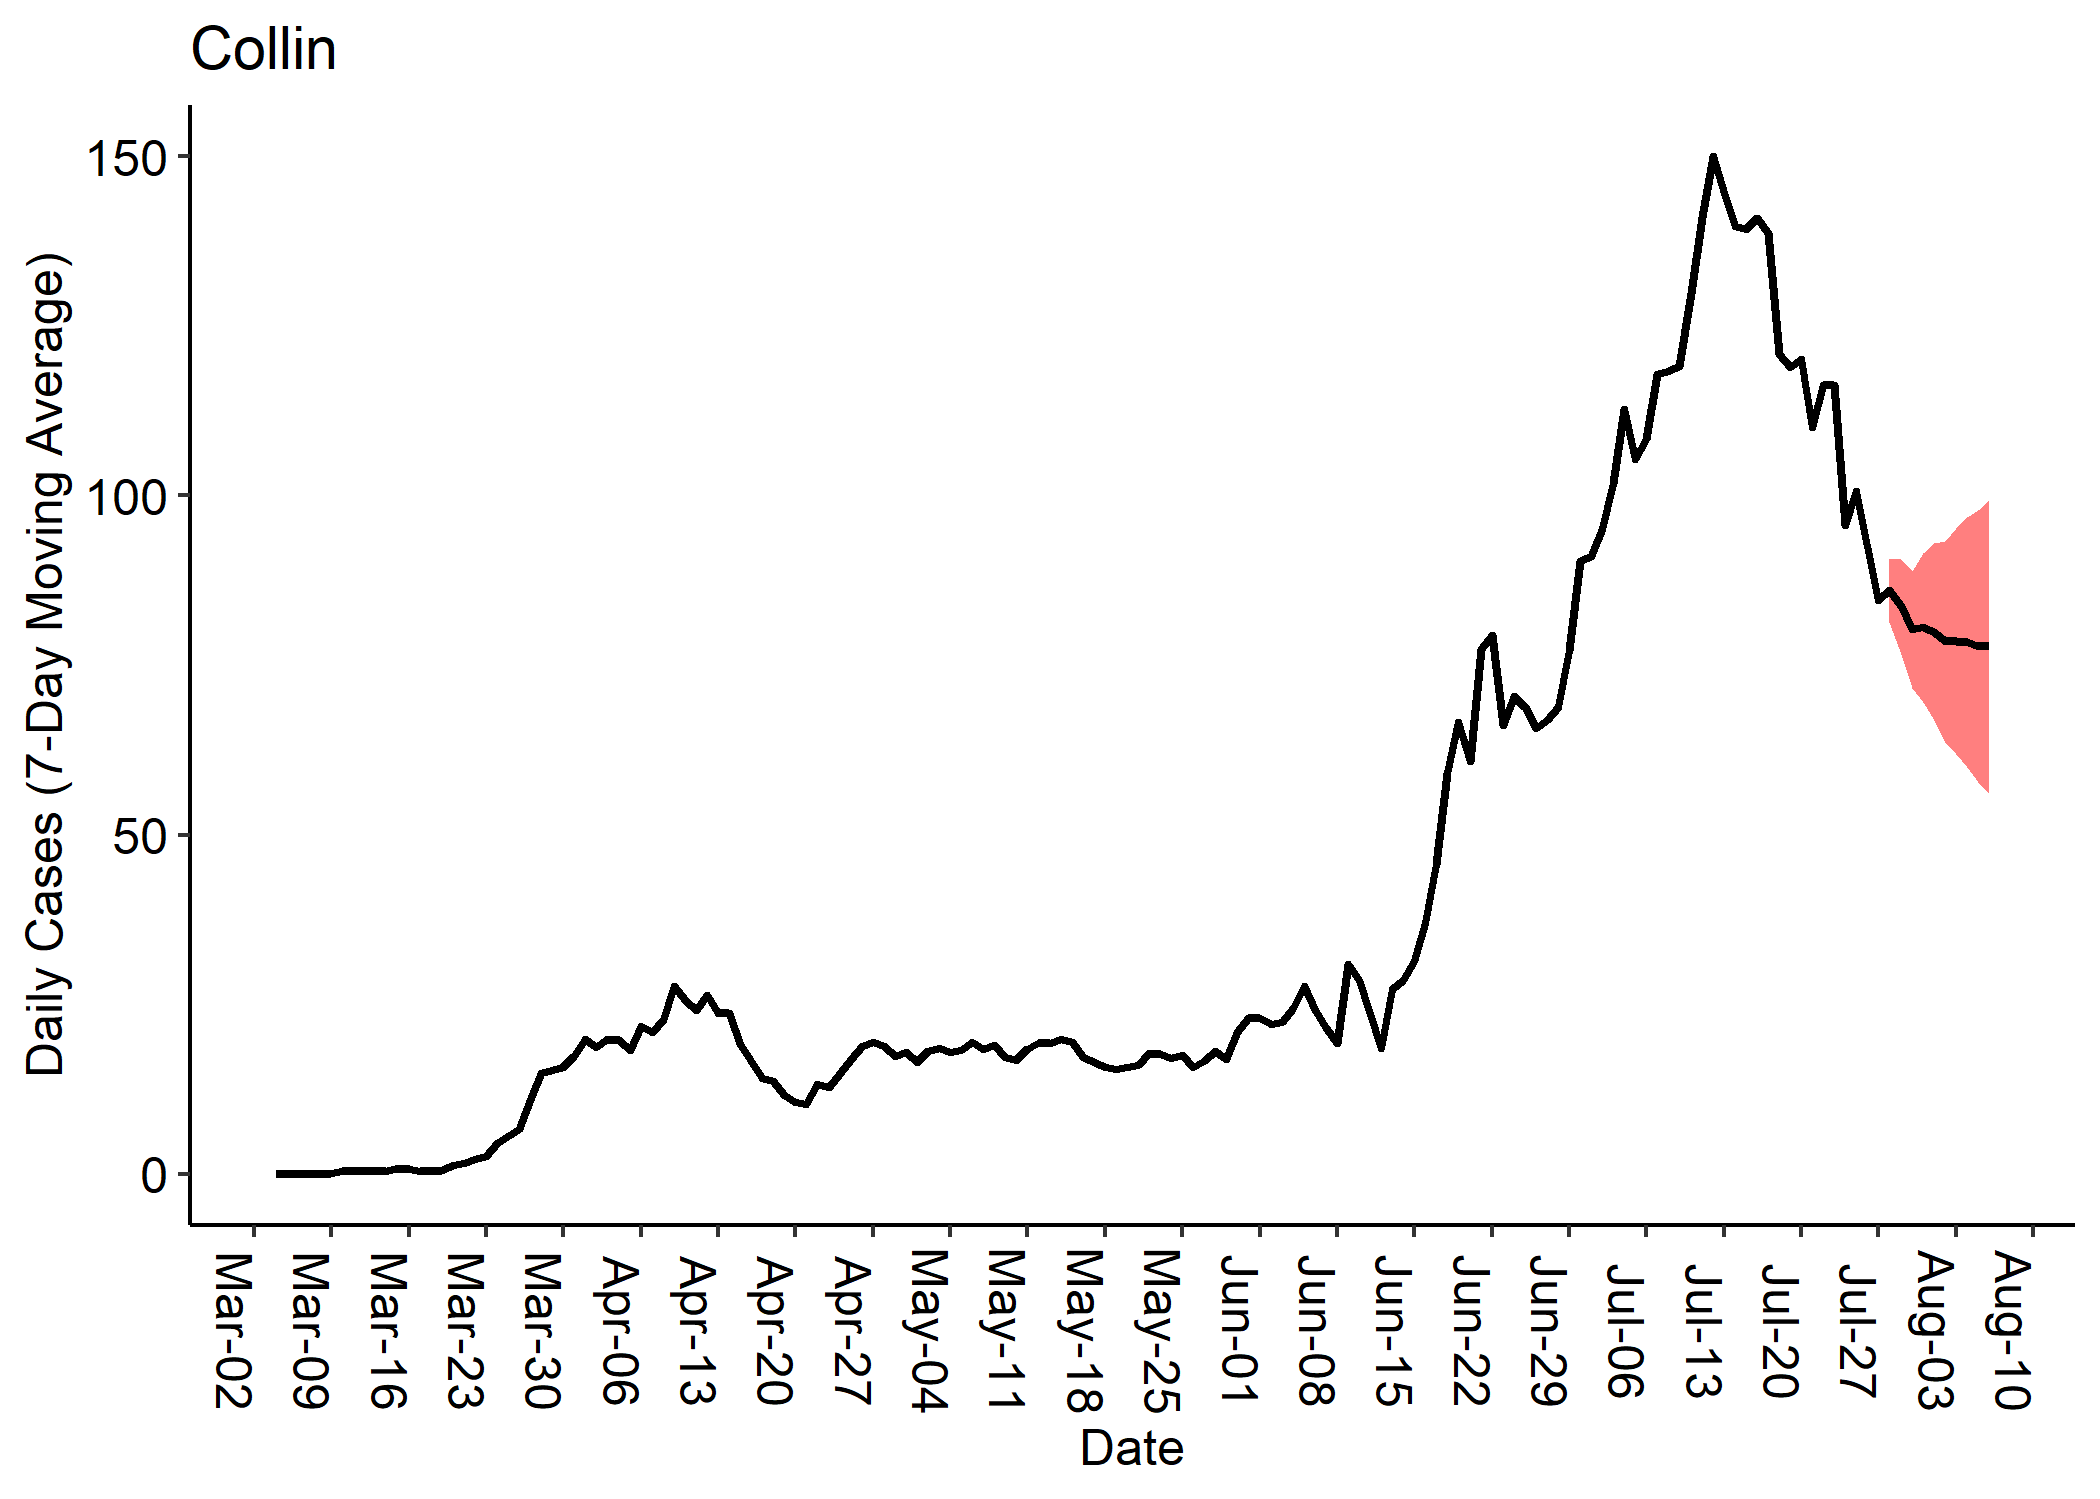 Collin
Daily Cases (7-Day Moving Average)
150
100
50
0
Mar-02
Mar-09
Mar-16
Mar-23
Mar-30
Apr-06
Apr-13
Apr-20
Apr-27
May-04
May-11
May-18
May-25
Jun-01
Jun-08
Jun-15
Jun-22
Jun-29
Jul-06
Jul-13
Jul-20
Jul-27
Aug-03
Aug-10
Date